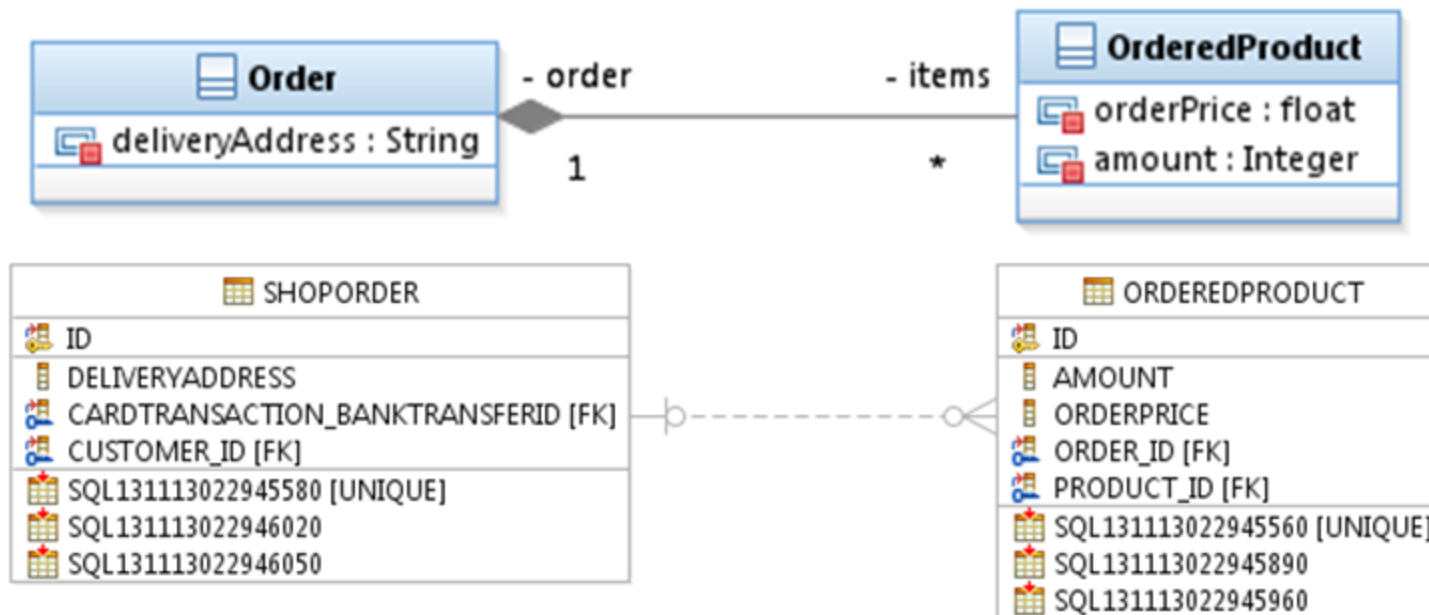 Order
- order
- items
OrderedProduct
deliveryAddress : String
1
*
orderPrice : float
amount : Integer
SHOPORDER
ID
DELIVERYADDRESS
CARDTRANSACTION_BANKTRANSFERID [FK]
CUSTOMER_ID [FK]
SQL131113022945580 [UNIQUE]
SQL131113022946020
SQL131113022946050
ORDEREDPRODUCT
ID
AMOUNT
ORDERPRICE
ORDER_ID [FK]
PRODUCT_ID [FK]
SQL131113022945560 [UNIQUE]
SQL131113022945890
SQL131113022945960